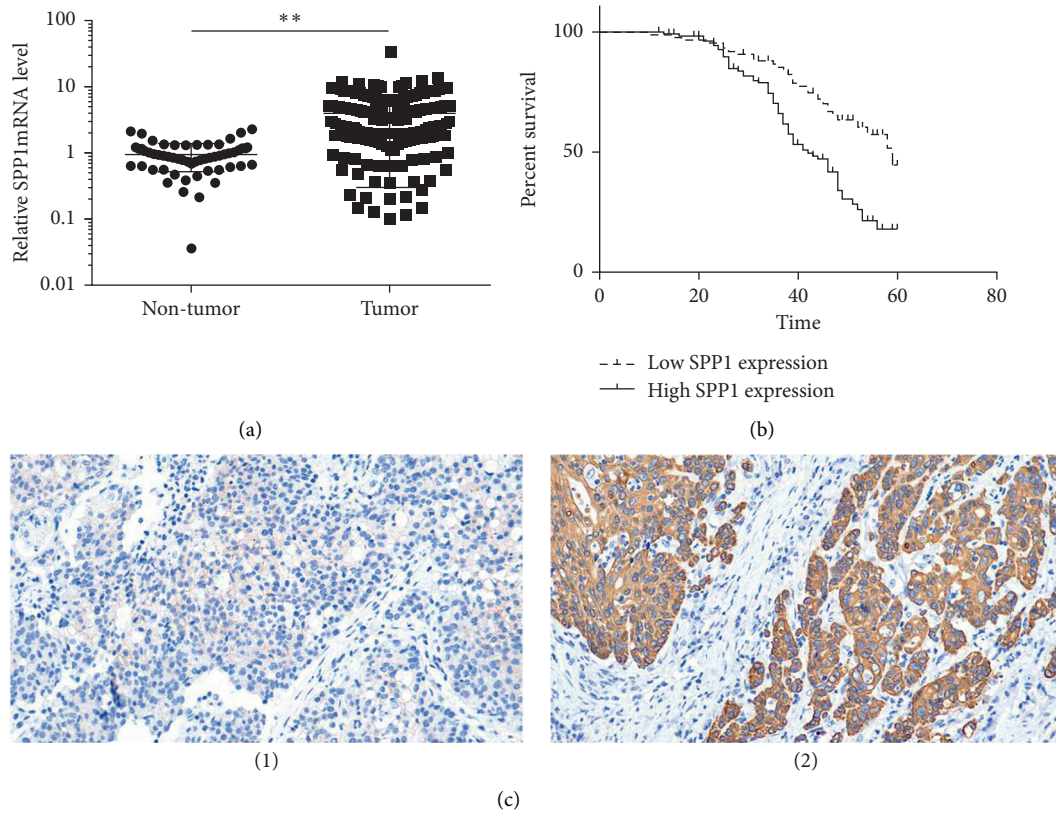 100
10
1
0.1
0.01
Relative SPP1mRNA level
**
Non-tumor
Tumor
(a)
100
50
0
Percent survival
0
20
40
60
80
Time
Low SPP1 expression
High SPP1 expression
(b)
(1)
(2)
(c)